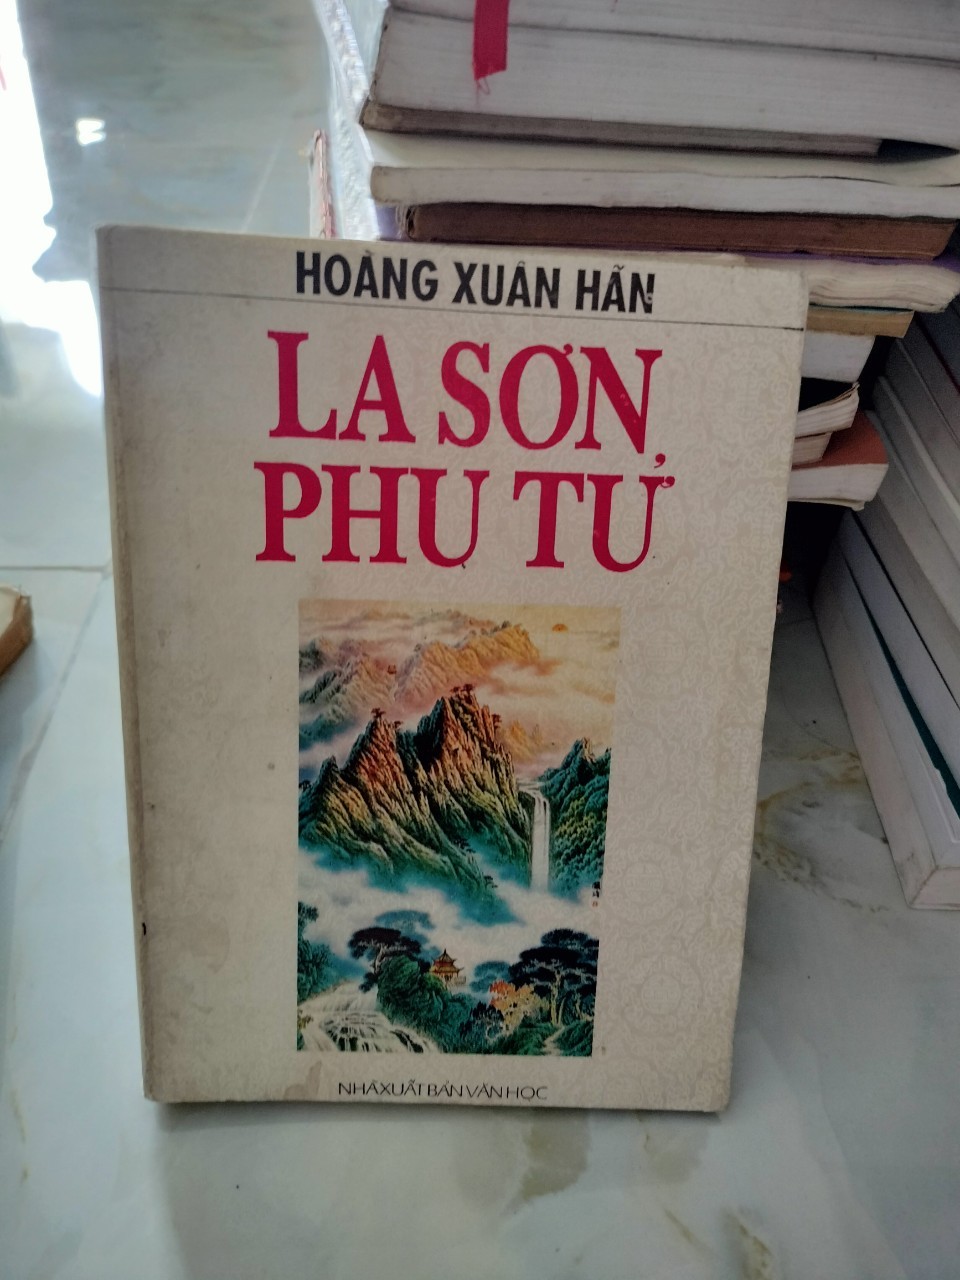 HOÀNG XUÂN HÃN
LA SƠN
PHU TỬ
NHÀ XUẤT BẢN VĂN HỌC